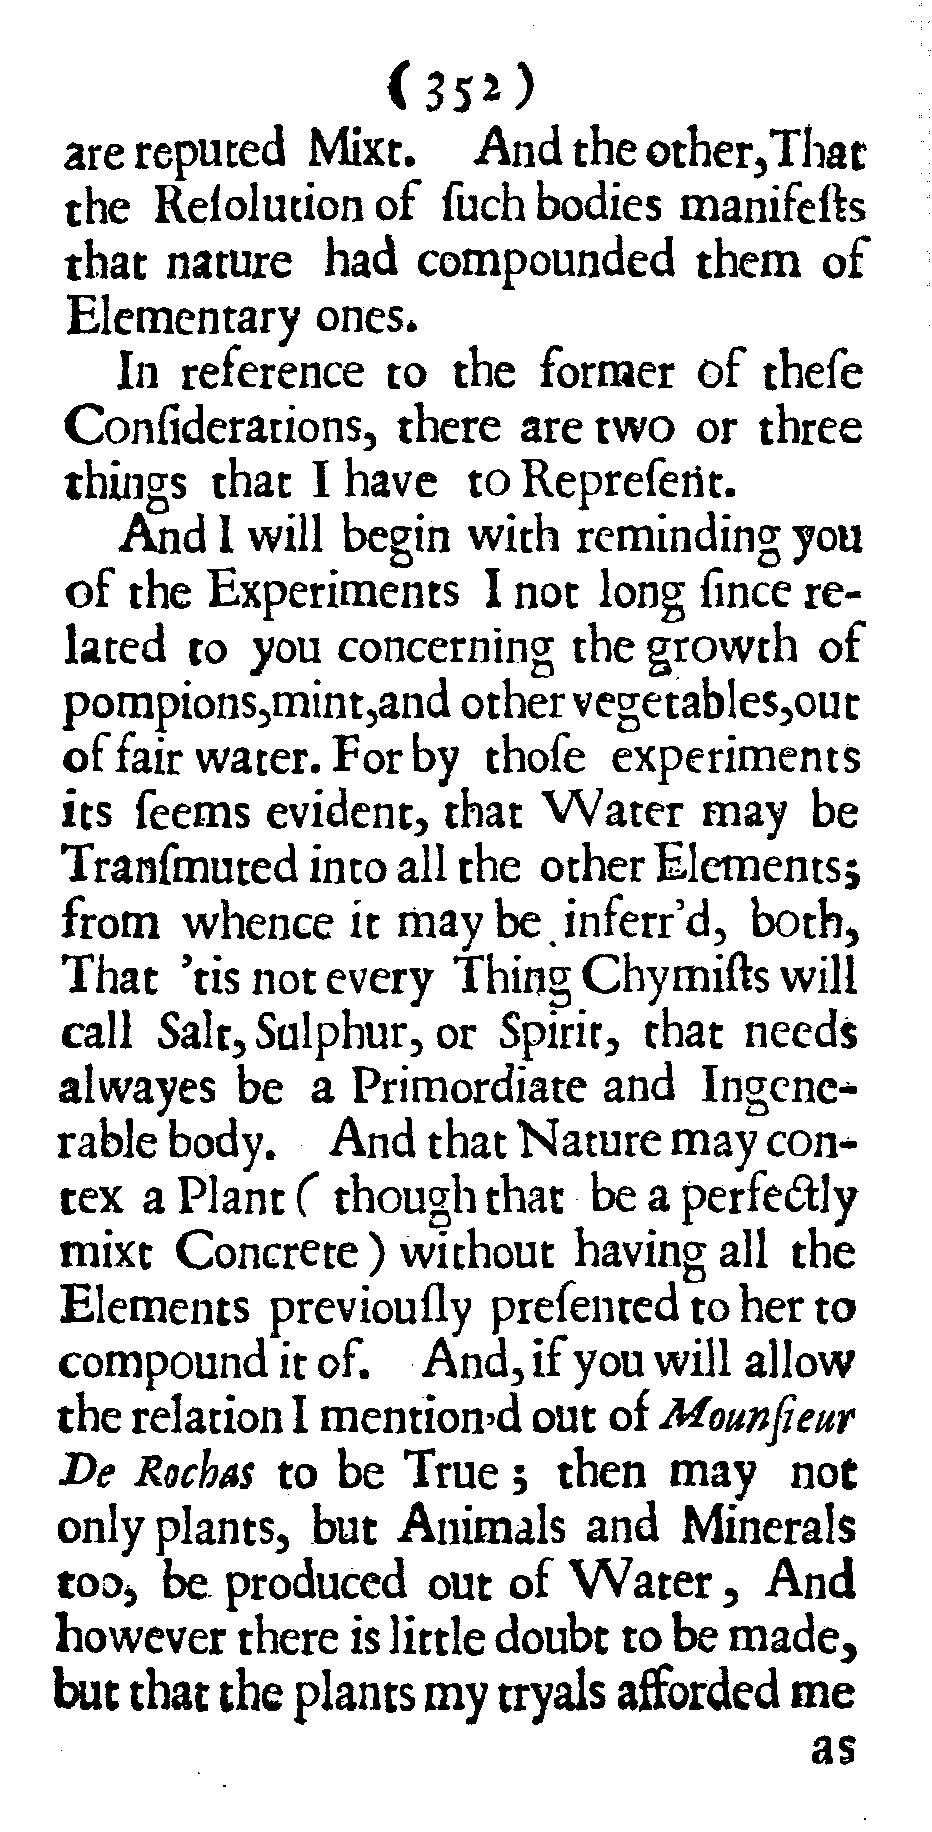 (352)
are reputed Mixt. And the other, That
the Reſolution of ſuch bodies manifeſts
that nature had compounded them of
Elementary ones.
In reference to the former of theſe
Conſiderations, there are two or three
things that I have to Repreſent.
And I will begin with reminding you
of the Experiments I not long ſince re-
lated to you concerning the growth of
pompions, mint, and other vegetables, out
of fair water. For by thoſe experiments
its ſeems evident, that Water may be
Tranſmuted into all the other Elements;
from whence it may be inferr'd, both,
That 'tis not every Thing Chymiſts will
call Salt, Sulphur, or Spirit, that needs
alwayes be a Primordiate and Ingene-
rable body. And that Nature may con-
tex a Plant ( though that be a perfectly
mixt Concrete ) without having all the
Elements previouſly preſented to her to
compound it of. And, if you will allow
the relation I mention'd out of Mounſieur
De Rochas to be True ; then may not
only plants, but Animals and Minerals
too, be produced out of Water , And
however there is little doubt to be made,
but that the plants my tryals afforded me
as